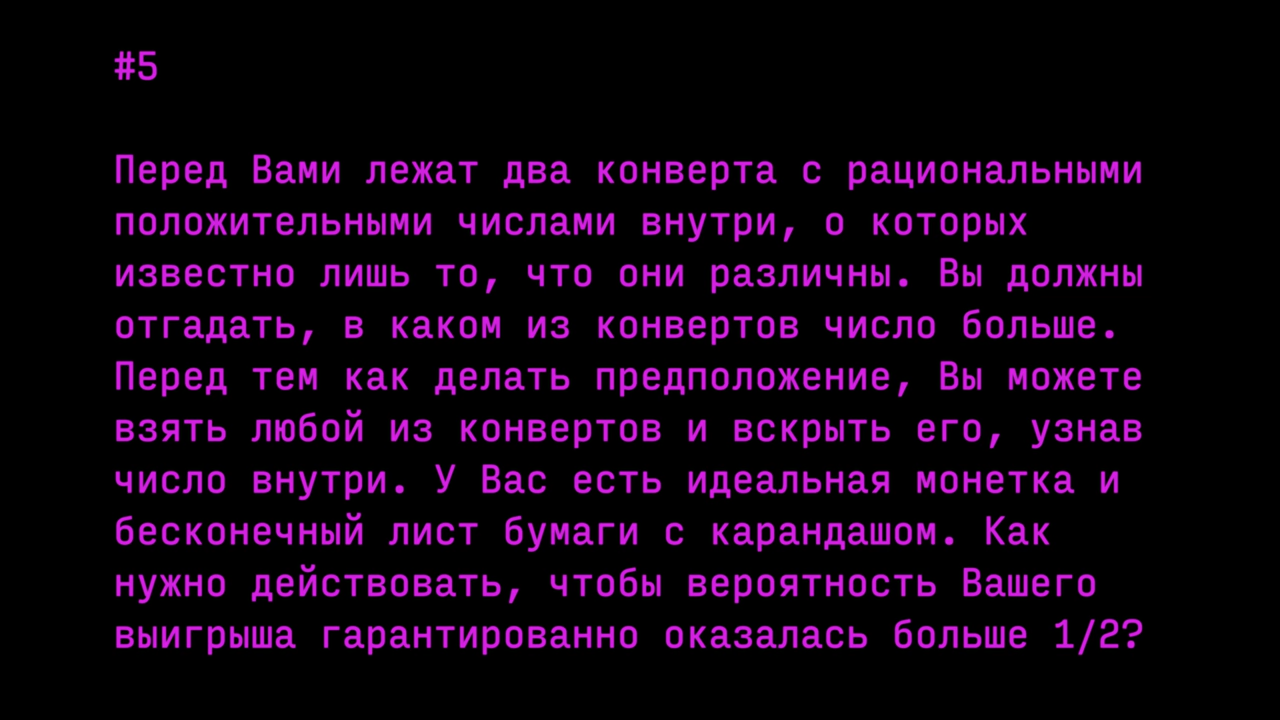 #5
Перед Вами лежат два конверта с рациональными
положительными числами внутри, о которых
известно лишь то, что они различны. Вы должны
отгадать, в каком из конвертов число больше.
Перед тем как делать предположение, Вы можете
взять любой из конвертов и вскрыть его, узнав
число внутри. У Вас есть идеальная монетка и
бесконечный лист бумаги с карандашом. Как
нужно действовать, чтобы вероятность Вашего
выигрыша гарантированно оказалась больше 1/2?